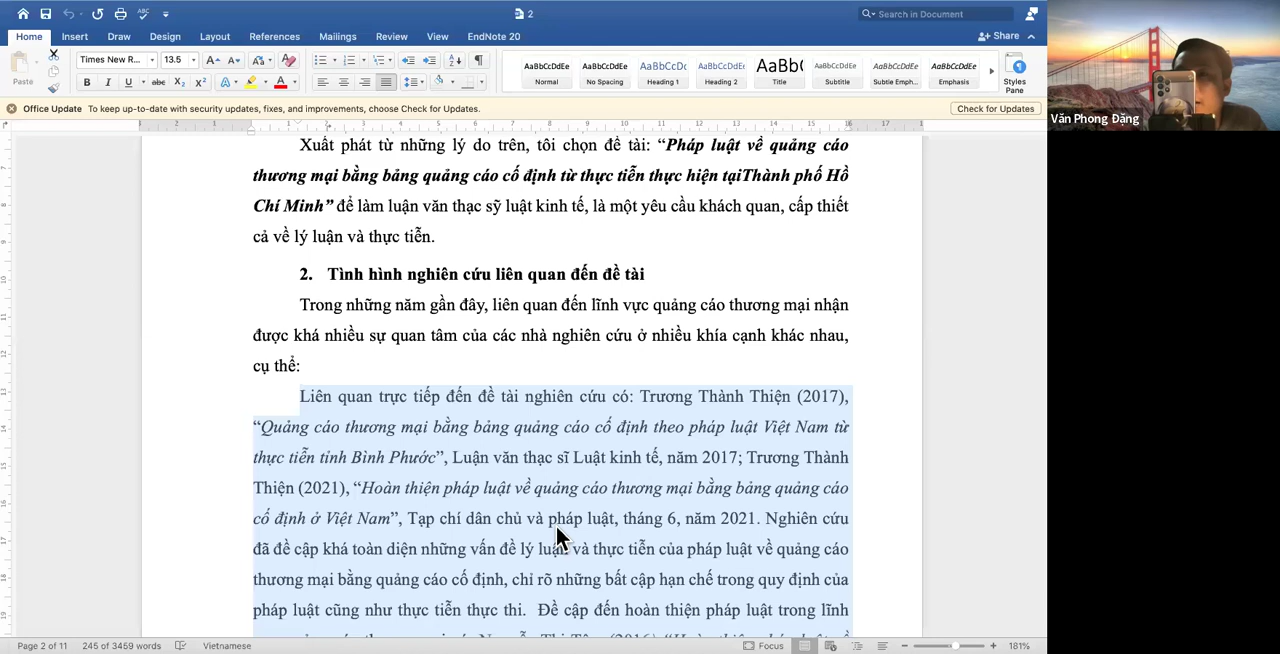 2
Search in Document
Home Insert Draw Design Layout References Mailings Review View EndNote 20
Share
Paste
Times New R... 13.5
AaBbCcDdEe AaBbCcDdEe AaBbCcDc AaBbCcDdEe AaBb( AaBbCcDdEe AaBbCcDdEe AaBbCcDdEe
Normal No Spacing Heading 1 Heading 2 Title Subtitle Subtle Emph... Emphasis
Styles
Pane
Office Update To keep up-to-date with security updates, fixes, and improvements, choose Check for Updates.
Check for Updates
Văn Phong Đăng
Xuất phát từ những lý do trên, tôi chọn đề tài: “Pháp luật về quảng cáo
thương mại bằng bảng quảng cáo cố định từ thực tiễn thực hiện tạiThành phố Hồ
Chí Minh” để làm luận văn thạc sỹ luật kinh tế, là một yêu cầu khách quan, cấp thiết
cả về lý luận và thực tiễn.
2. Tình hình nghiên cứu liên quan đến đề tài
Trong những năm gần đây, liên quan đến lĩnh vực quảng cáo thương mại nhận
được khá nhiều sự quan tâm của các nhà nghiên cứu ở nhiều khía cạnh khác nhau,
cụ thể:
Liên quan trực tiếp đến đề tài nghiên cứu có: Trương Thành Thiện (2017),
“Quảng cáo thương mại bằng bảng quảng cáo cố định theo pháp luật Việt Nam từ
thực tiễn tỉnh Bình Phước”, Luận văn thạc sĩ Luật kinh tế, năm 2017; Trương Thành
Thiện (2021), “Hoàn thiện pháp luật về quảng cáo thương mại bằng bảng quảng cáo
cố định ở Việt Nam”, Tạp chí dân chủ và pháp luật, tháng 6, năm 2021. Nghiên cứu
đã đề cập khá toàn diện những vấn đề lý luận và thực tiễn của pháp luật về quảng cáo
thương mại bằng quảng cáo cố định, chỉ rõ những bất cập hạn chế trong quy định của
pháp luật cũng như thực tiễn thực thi. Đề cập đến hoàn thiện pháp luật trong lĩnh
Page 2 of 11 245 of 3459 words Vietnamese Focus 181%